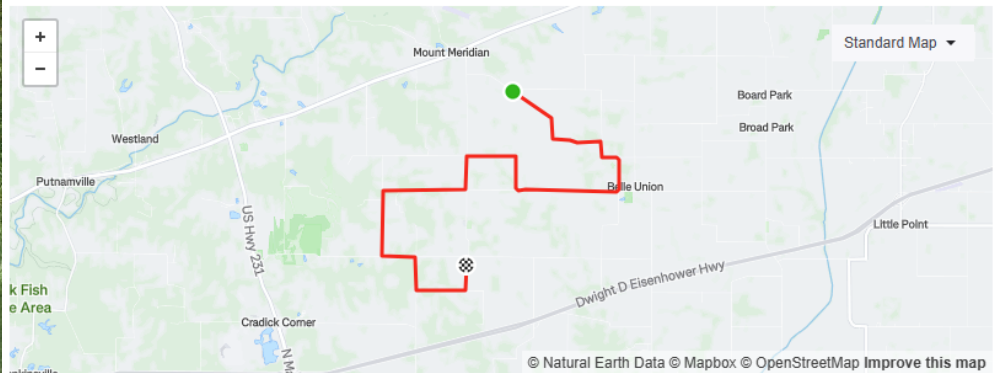 +
−
Standard Map
Mount Meridian
Board Park
Broad Park
Westland
Putnamville
Belle Union
US Hwy 231
Little Point
Dwight D Eisenhower Hwy
k Fish
e Area
Cradick Corner
N Ma
© Natural Earth Data © Mapbox © OpenStreetMap Improve this map